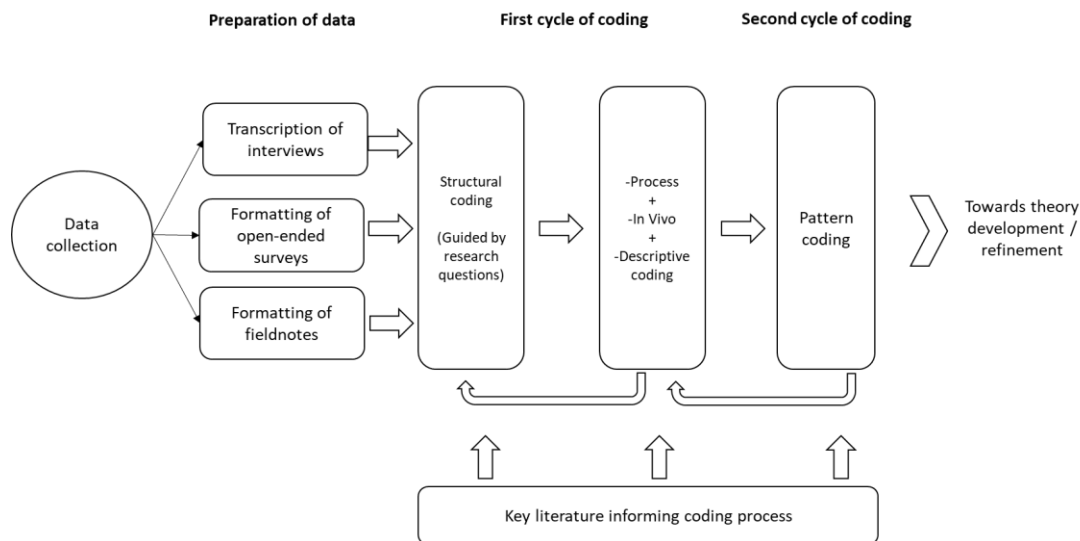 Preparation of data
First cycle of coding
Second cycle of coding
Data
collection
Transcription of
interviews
Formatting of
open-ended
surveys
Formatting of
fieldnotes
Structural
coding
(Guided by
research
questions)
-Process
+
-In Vivo
+
-Descriptive
coding
Pattern
coding
Towards theory
development /
refinement
Key literature informing coding process